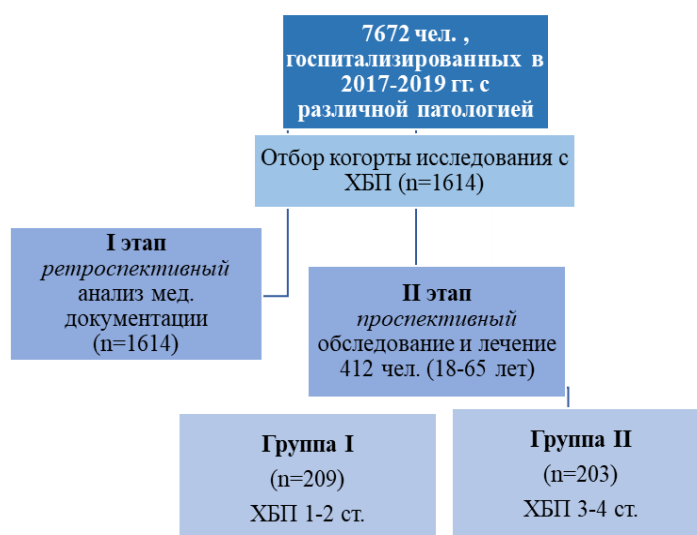 7672 чел. ,
госпитализированных в
2017-2019 гг. с
различной патологией
Отбор когорты исследования с
ХБП (n=1614)
I этап
ретроспективный
анализ мед.
документации
(n=1614)
II этап
проспективный
обследование и лечение
412 чел. (18-65 лет)
Группа I
(n=209)
ХБП 1-2 ст.
Группа II
(n=203)
ХБП 3-4 ст.